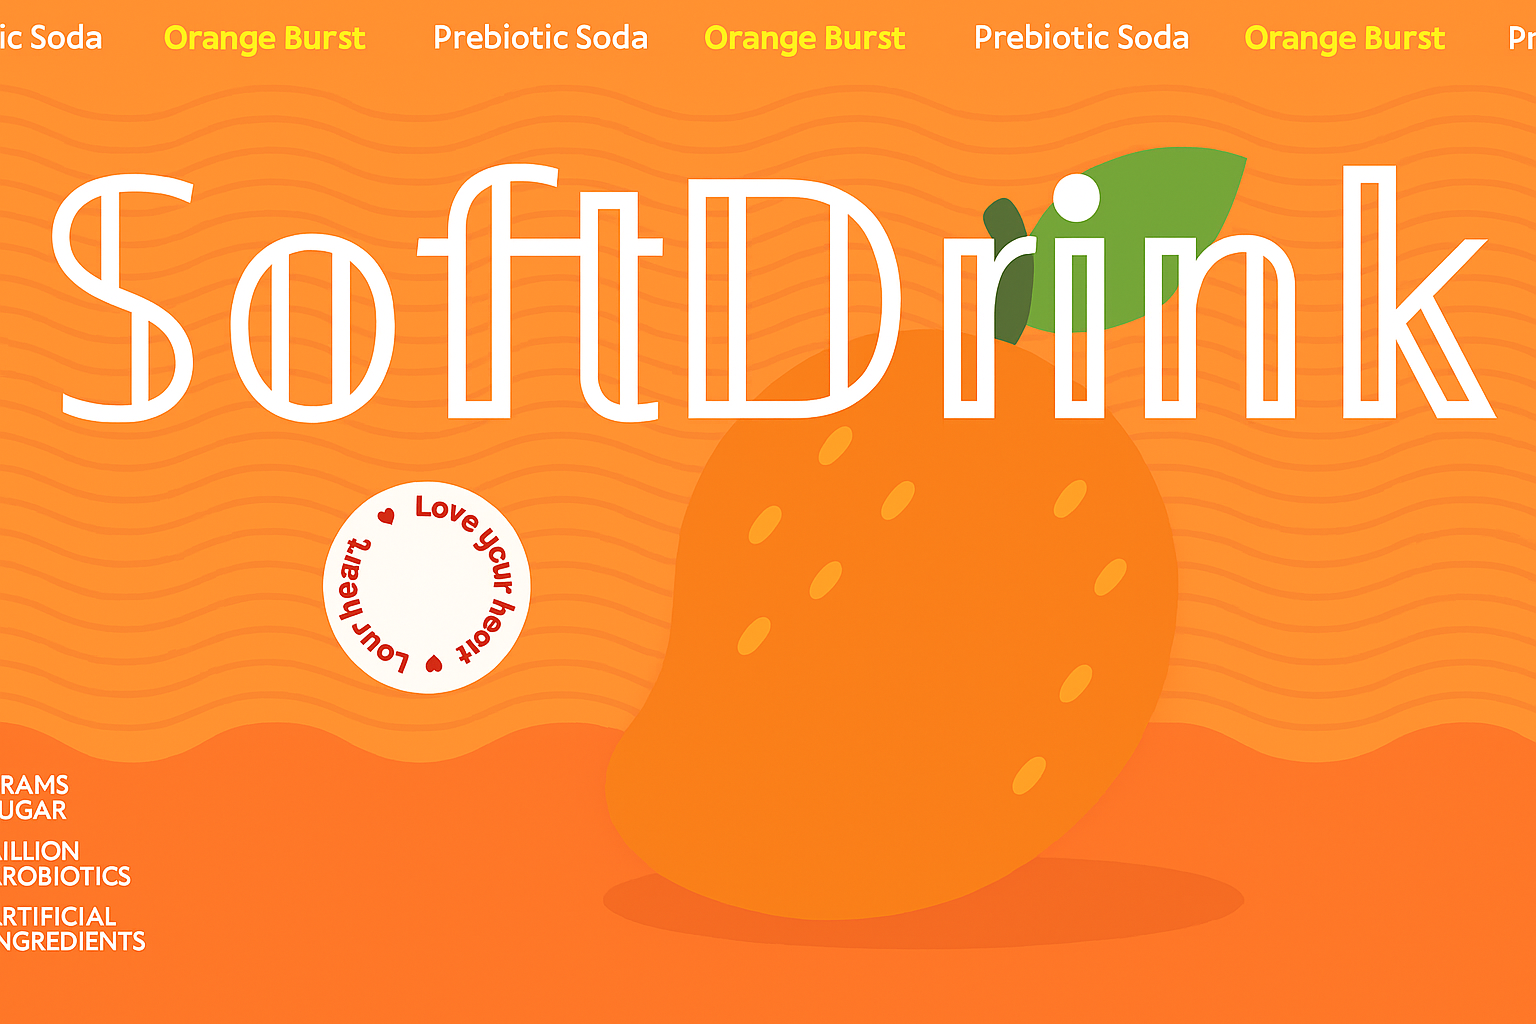 ic Soda Orange Burst Prebiotic Soda Orange Burst Prebiotic Soda Orange Burst Pr
SoftDrink
Love ycur heart
Lour heart
RAMS
UGAR
ILLION
ROBIOTICS
RTIFICIAL
NGREDIENTS